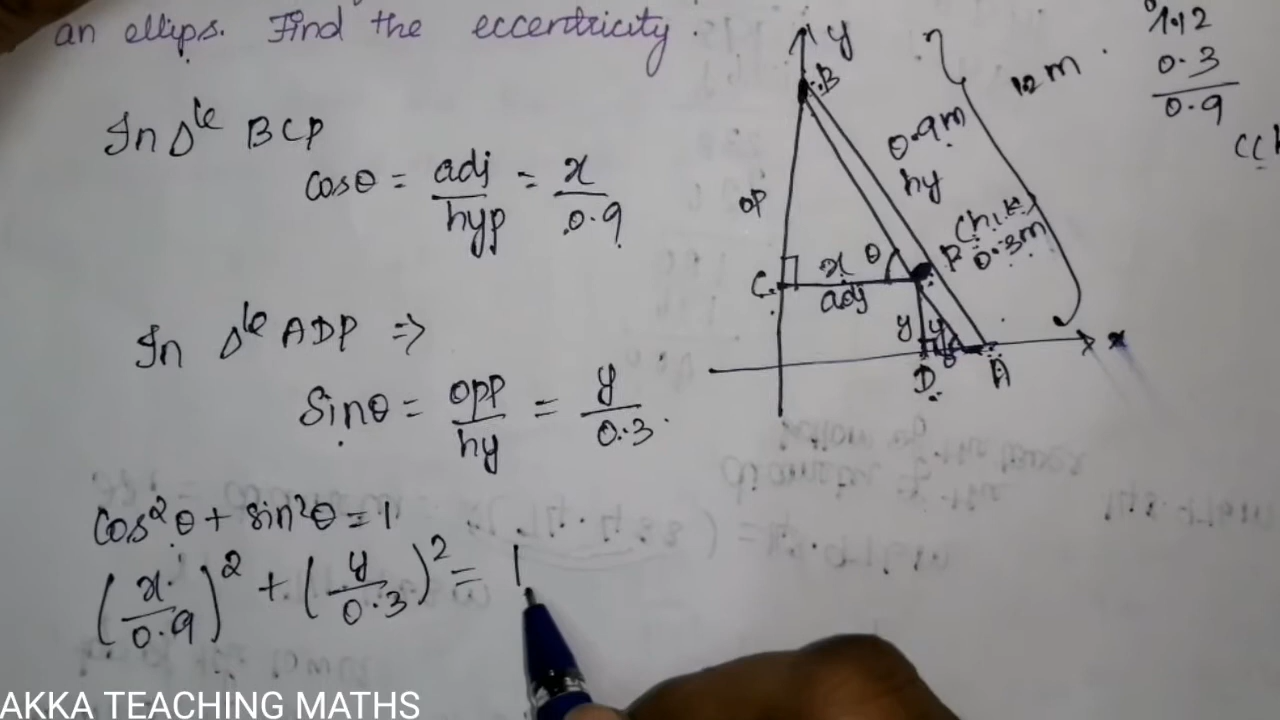 an ellips. Find the eccentricity.
In Δle BCP
cosθ = adj/hyp = x/0.9
In Δle ADP ⇒
Sinθ = opp/hy = y/0.3.
cos²θ + sin²θ = 1
(x/0.9)² + (y/0.3)² = 1
y
B
0.9m
hy
1.2 m
OP
C
x
adj
θ
P
(h,k)
0.3m
y
y
θ
D
A
x
1.2
0.3
0.9
AKKA TEACHING MATHS